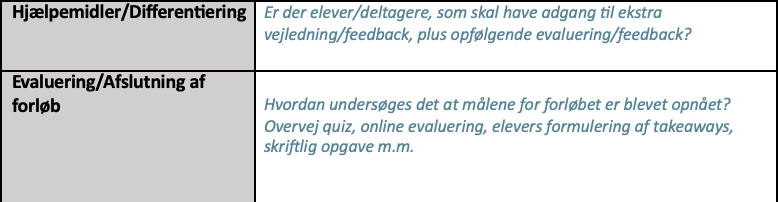 Hjælpemidler/Differentiering
Er der elever/deltagere, som skal have adgang til ekstra
vejledning/feedback, plus opfølgende evaluering/feedback?
Evaluering/Afslutning af
forløb
Hvordan undersøges det at målene for forløbet er blevet opnået?
Overvej quiz, online evaluering, elevers formulering af takeaways,
skriftlig opgave m.m.